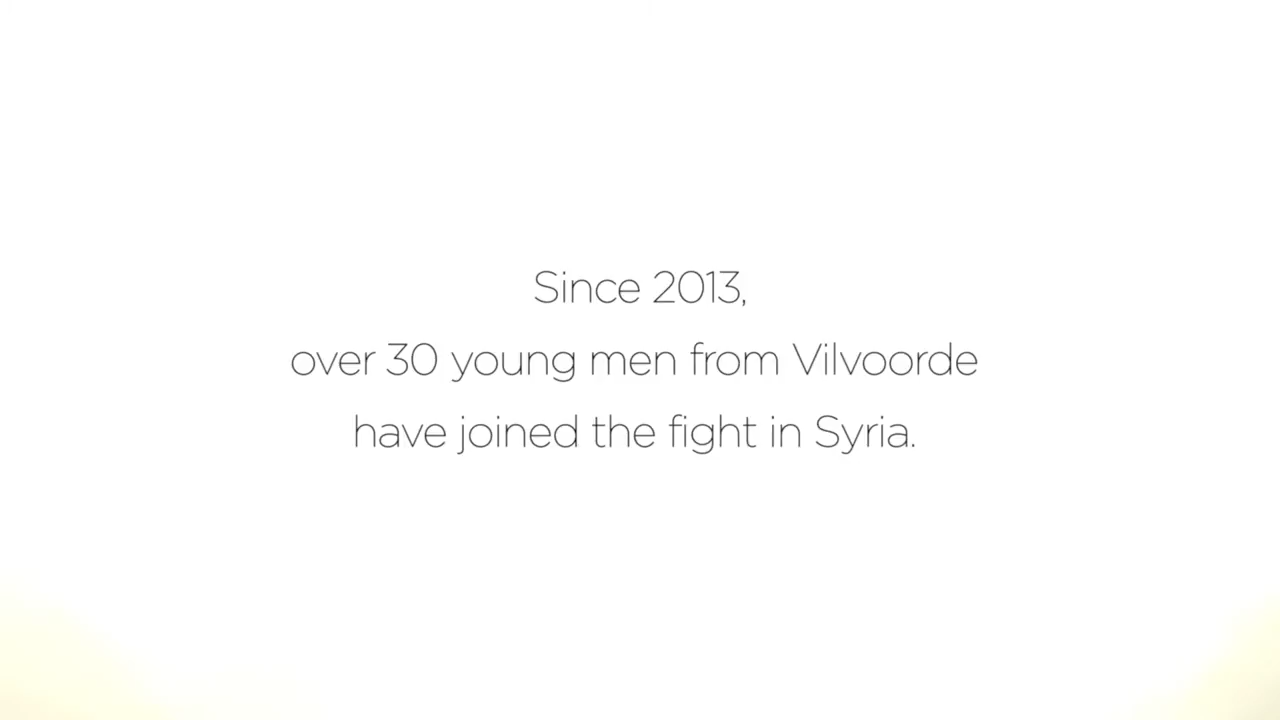 Since 2013,
over 30 young men from Vilvoorde
have joined the fight in Syria.